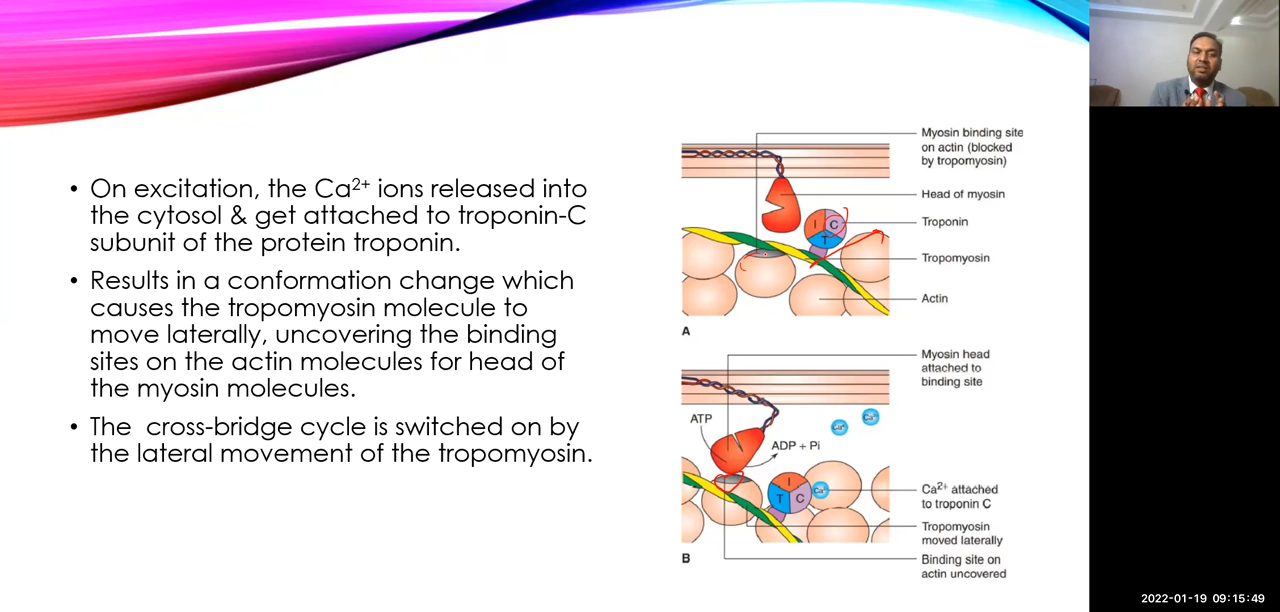 • On excitation, the Ca²⁺ ions released into
the cytosol & get attached to troponin-C
subunit of the protein troponin.
• Results in a conformation change which
causes the tropomyosin molecule to
move laterally, uncovering the binding
sites on the actin molecules for head of
the myosin molecules.
• The cross-bridge cycle is switched on by
the lateral movement of the tropomyosin.
Myosin binding site
on actin (blocked
by tropomyosin)
Head of myosin
I C
T
Troponin
Tropomyosin
Actin
A
Myosin head
attached to
binding site
ATP
Ca²⁺
Ca²⁺
ADP + Pi
I
T C
Ca²⁺
Ca²⁺ attached
to troponin C
Tropomyosin
moved laterally
B
Binding site on
actin uncovered
2022-01-19 09:15:49